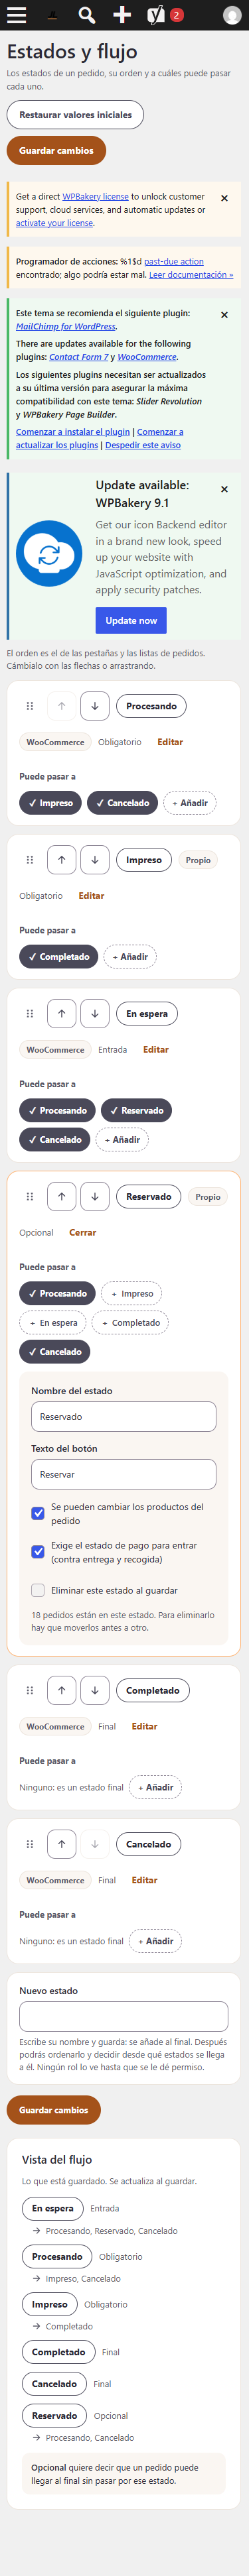 2
Estados y flujo
Los estados de un pedido, su orden y a cuáles puede pasar
cada uno.
Restaurar valores iniciales
Guardar cambios
Get a direct WPBakery license to unlock customer
support, cloud services, and automatic updates or
activate your license.
Programador de acciones: %1$d past-due action
encontrado; algo podría estar mal. Leer documentación »
Este tema se recomienda el siguiente plugin:
MailChimp for WordPress.
There are updates available for the following
plugins: Contact Form 7 y WooCommerce.
Los siguientes plugins necesitan ser actualizados
a su última versión para asegurar la máxima
compatibilidad con este tema: Slider Revolution
y WPBakery Page Builder.
Comenzar a instalar el plugin | Comenzar a
actualizar los plugins | Despedir este aviso
Update available:
WPBakery 9.1
Get our icon Backend editor
in a brand new look, speed
up your website with
JavaScript optimization, and
apply security patches.
Update now
El orden es el de las pestañas y las listas de pedidos.
Cámbialo con las flechas o arrastrando.
↑ ↓ Procesando
WooCommerce Obligatorio Editar
Puede pasar a
✓ Impreso ✓ Cancelado + Añadir
↑ ↓ Impreso Propio
Obligatorio Editar
Puede pasar a
✓ Completado + Añadir
↑ ↓ En espera
WooCommerce Entrada Editar
Puede pasar a
✓ Procesando ✓ Reservado
✓ Cancelado + Añadir
↑ ↓ Reservado Propio
Opcional Cerrar
Puede pasar a
✓ Procesando + Impreso
+ En espera + Completado
✓ Cancelado
Nombre del estado
Reservado
Texto del botón
Reservar
Se pueden cambiar los productos del
pedido
Exige el estado de pago para entrar
(contra entrega y recogida)
Eliminar este estado al guardar
18 pedidos están en este estado. Para eliminarlo
hay que moverlos antes a otro.
↑ ↓ Completado
WooCommerce Final Editar
Puede pasar a
Ninguno: es un estado final + Añadir
↑ ↓ Cancelado
WooCommerce Final Editar
Puede pasar a
Ninguno: es un estado final + Añadir
Nuevo estado
Escribe su nombre y guarda: se añade al final. Después
podrás ordenarlo y decidir desde qué estados se llega
a él. Ningún rol lo ve hasta que se le dé permiso.
Guardar cambios
Vista del flujo
Lo que está guardado. Se actualiza al guardar.
En espera Entrada
→ Procesando, Reservado, Cancelado
Procesando Obligatorio
→ Impreso, Cancelado
Impreso Obligatorio
→ Completado
Completado Final
Cancelado Final
Reservado Opcional
→ Procesando, Cancelado
Opcional quiere decir que un pedido puede
llegar al final sin pasar por ese estado.